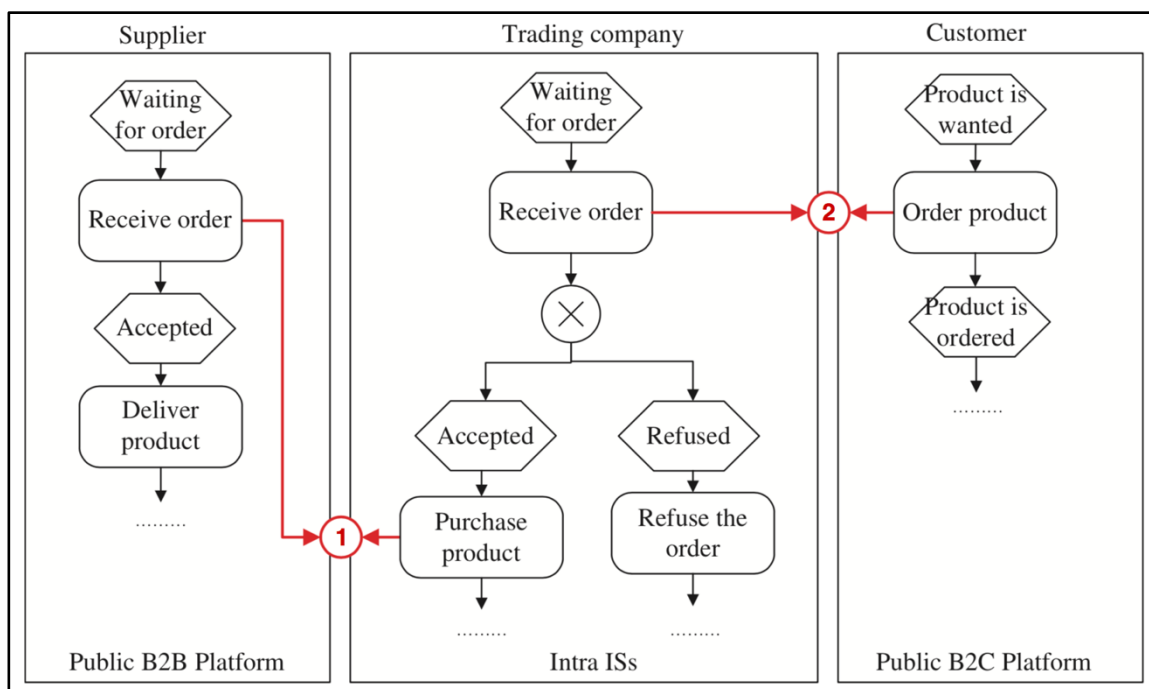 Supplier
Waiting
for order
Receive order
Accepted
Deliver
product
.........
Public B2B Platform
Trading company
Waiting
for order
Receive order
Accepted
Refused
Purchase
product
Refuse the
order
.........
.........
Intra ISs
Customer
Product is
wanted
Order product
Product is
ordered
.........
Public B2C Platform
1
2